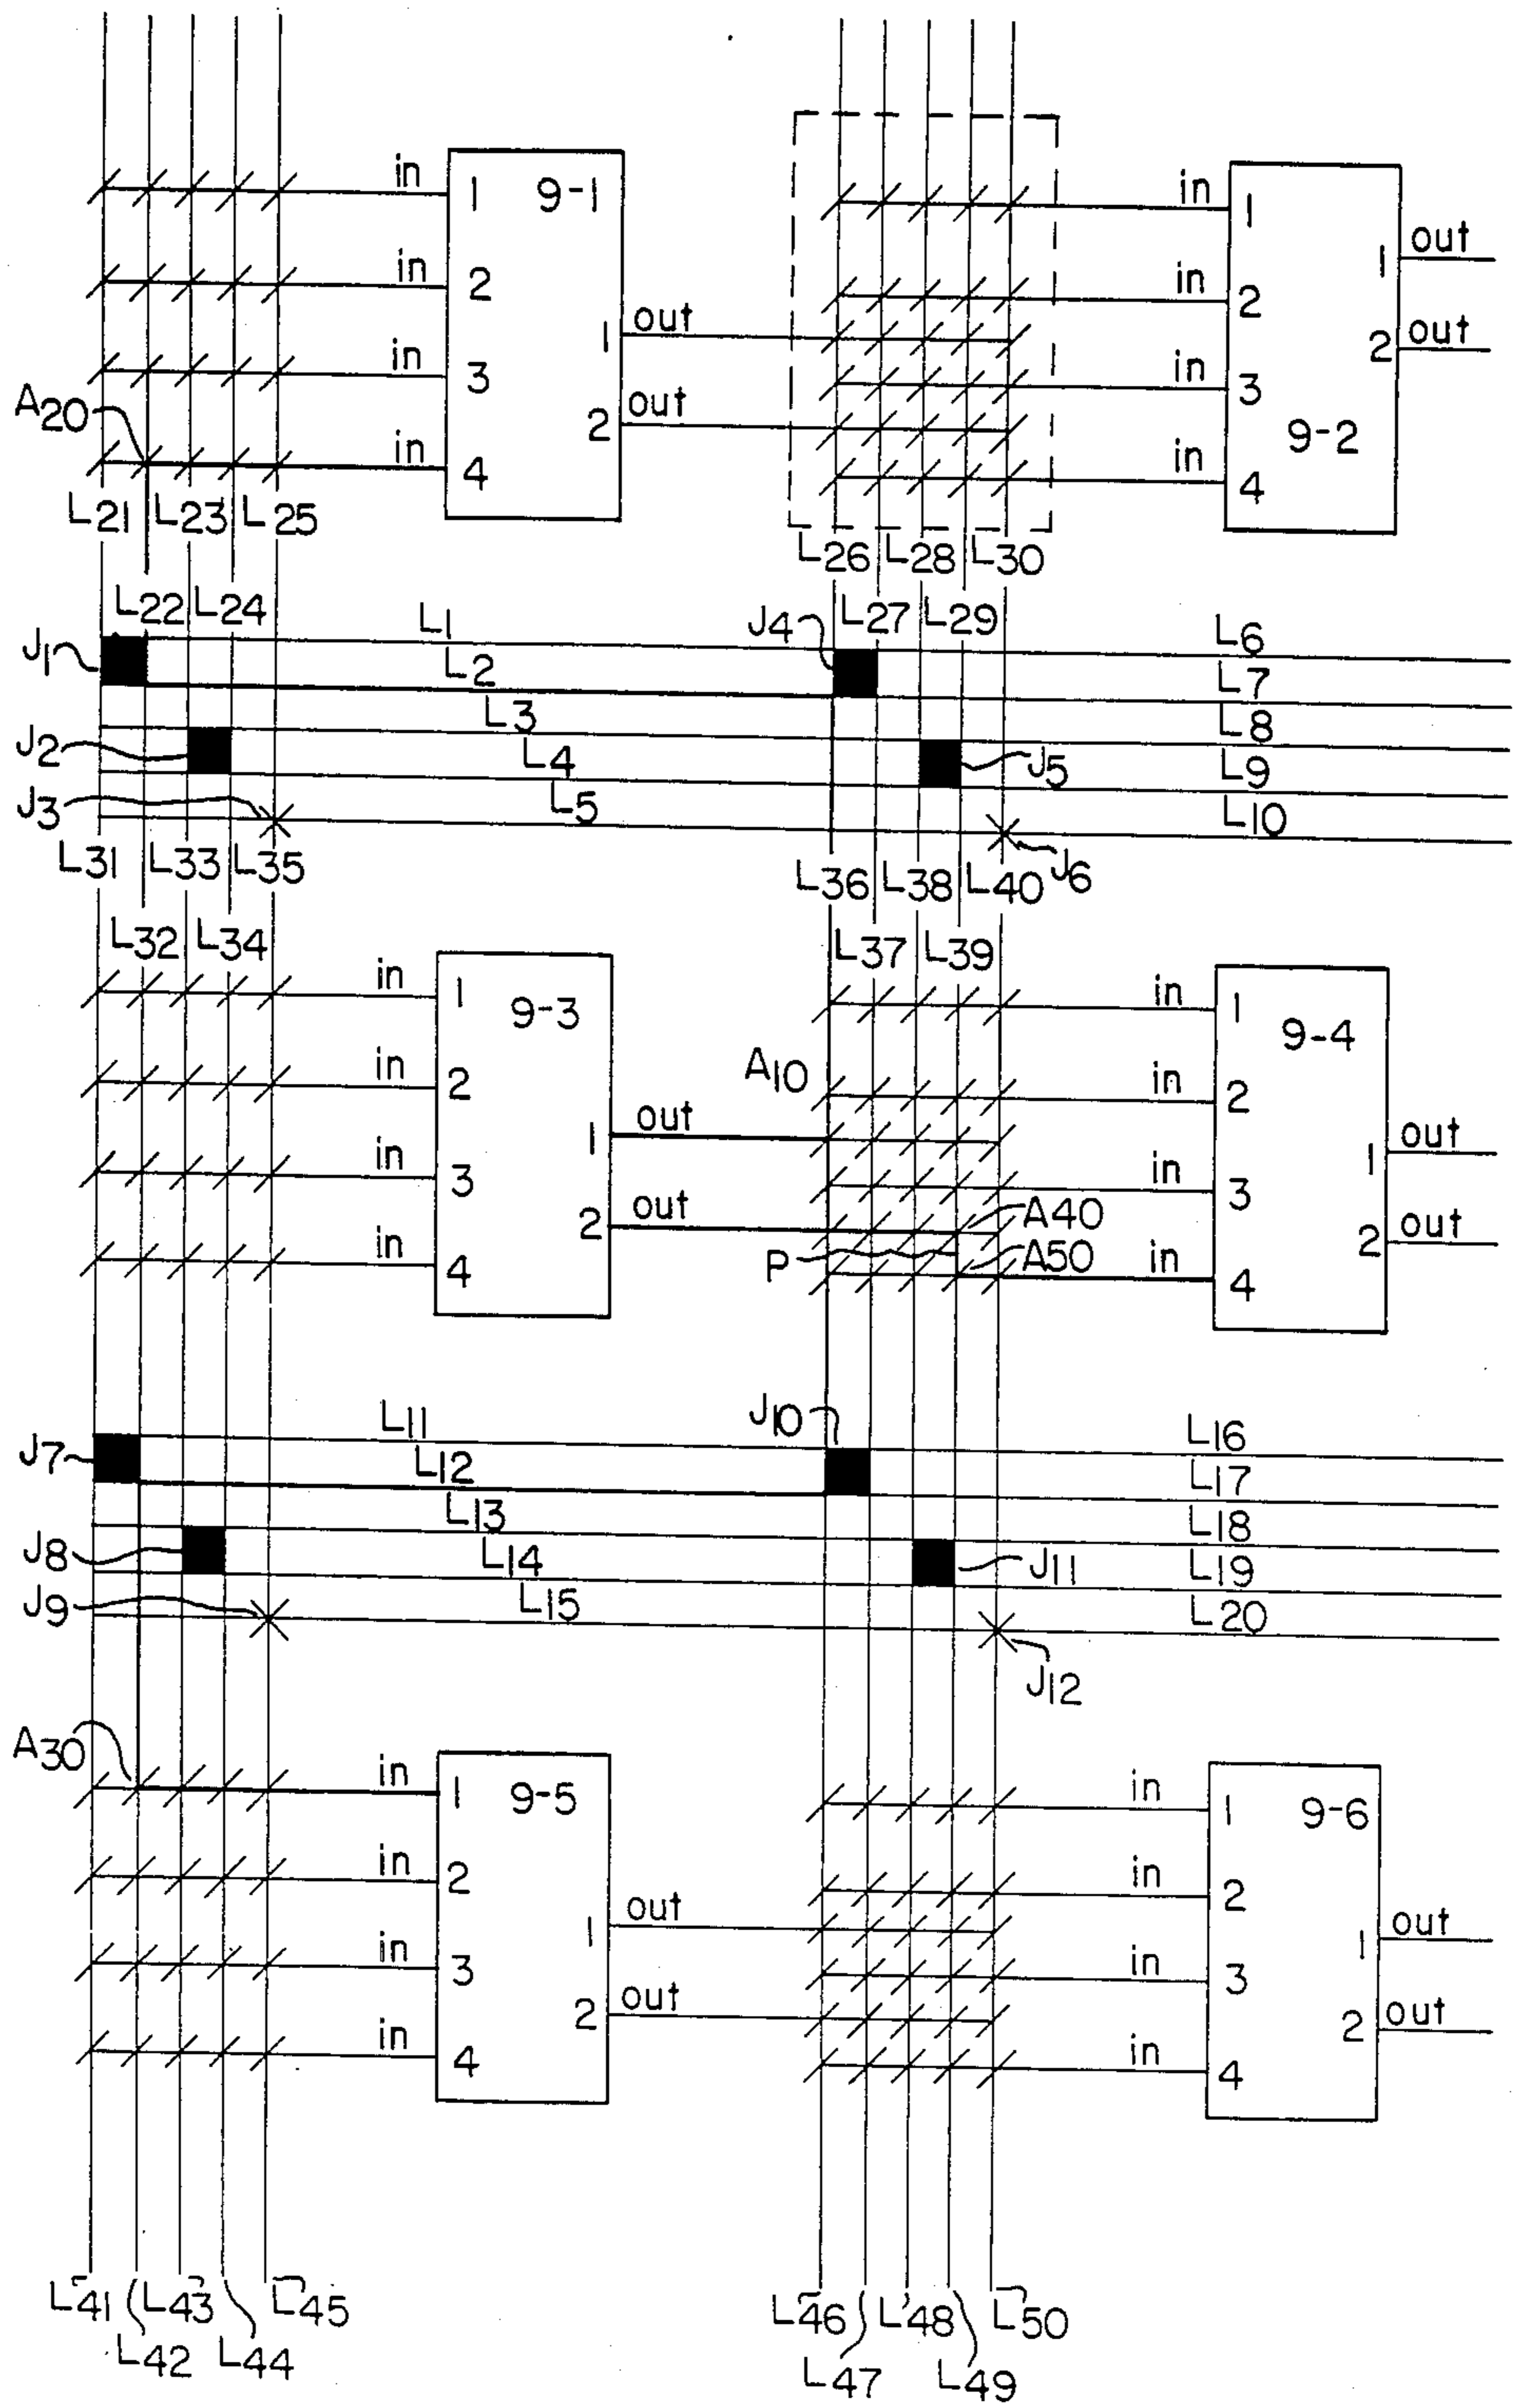 in 1 9-1
in 2
in 3
in 4
1 out
2 out
in 1
in 2
in 3
in 4
9-2
1 out
2 out
A20
L21 L23 L25
L26 L28 L30
L22 L24
L27 L29
J1
J4
L1
L2
L3
L4
L5
L6
L7
L8
L9
L10
J2
J5
J3
J6
L31 L33 L35
L36 L38 L40
L32 L34
L37 L39
in 1 9-3
in 2
in 3
in 4
1 out
2 out
A10
in 1 9-4
in 2
in 3
in 4
A40
A50
P
1 out
2 out
J7
J10
L11
L12
L13
L14
L15
L16
L17
L18
L19
L20
J8
J11
J9
J12
A30
in 1 9-5
in 2
in 3
in 4
1 out
2 out
in 1 9-6
in 2
in 3
in 4
1 out
2 out
L41 L43 L45
L46 L48 L50
L42 L44
L47 L49